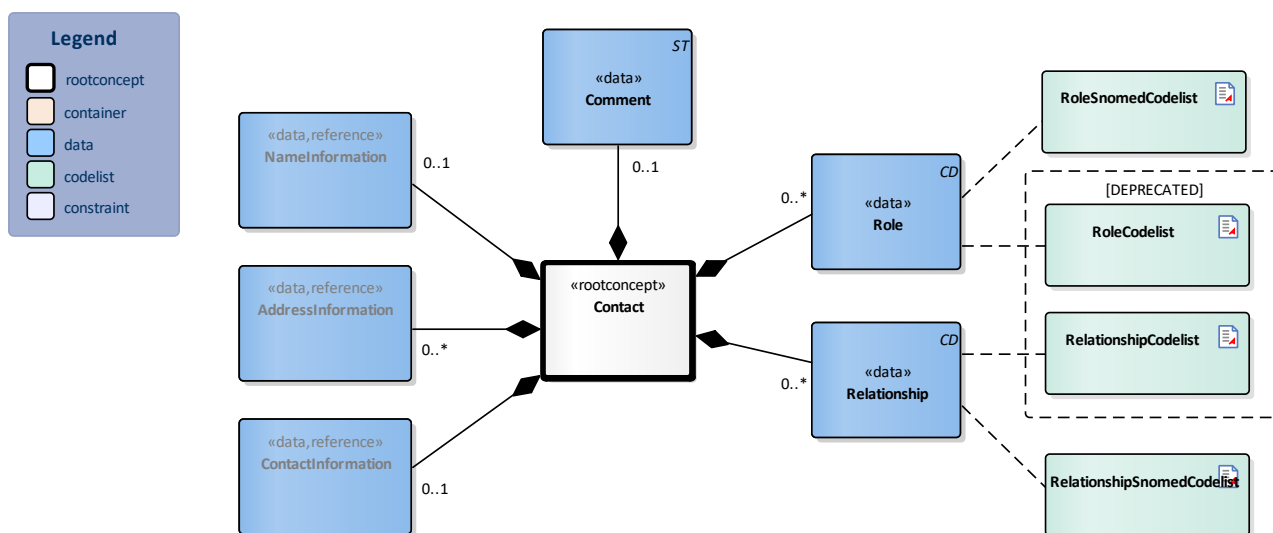 Legend
rootconcept
container
data
codelist
constraint
ST
«data»
Comment
0..1
«data,reference»
NameInformation
0..1
«data,reference»
AddressInformation
0..*
«data,reference»
ContactInformation
0..1
«rootconcept»
Contact
CD
«data»
Role
0..*
CD
«data»
Relationship
0..*
RoleSnomedCodelist
[DEPRECATED]
RoleCodelist
RelationshipCodelist
RelationshipSnomedCodelist